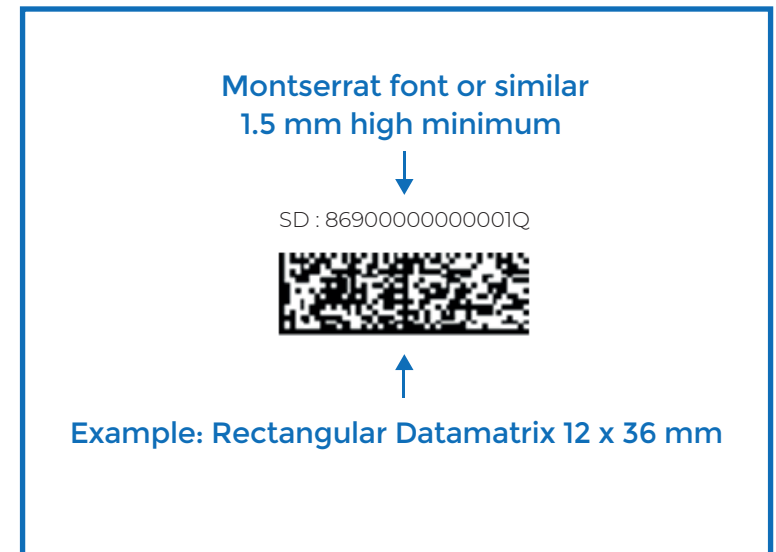 Montserrat font or similar
1.5 mm high minimum
SD : 86900000000001Q
Example: Rectangular Datamatrix 12 x 36 mm